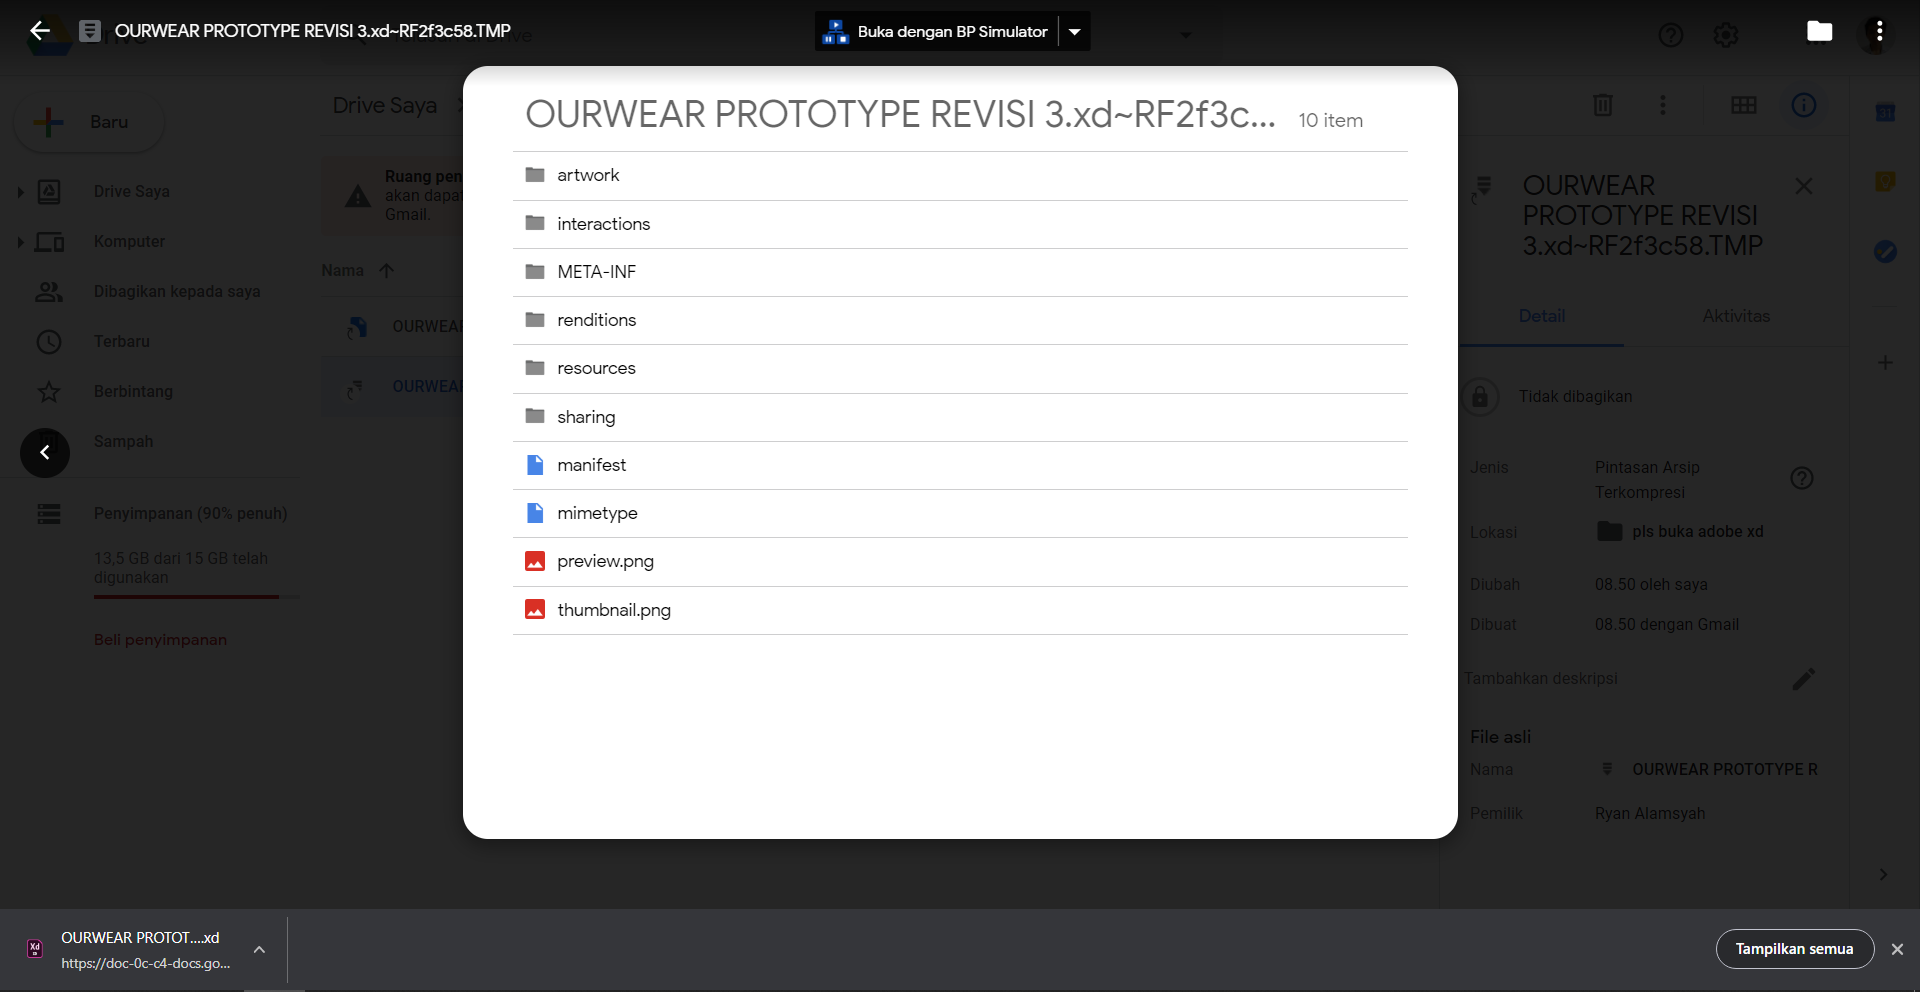 OURWEAR PROTOTYPE REVISI 3.xd~RF2f3c58.TMP
Buka dengan BP Simulator
Drive Saya
OURWEAR PROTOTYPE REVISI 3.xd~RF2f3c...
10 item
artwork
interactions
META-INF
renditions
resources
sharing
manifest
mimetype
preview.png
thumbnail.png
Baru
Drive Saya
Komputer
Dibagikan kepada saya
Terbaru
Berbintang
Sampah
Penyimpanan (90% penuh)
13,5 GB dari 15 GB telah
digunakan
Beli penyimpanan
Ruang pen
akan dapat
Gmail.
Nama
OURWEAR
OURWEAR
OURWEAR
PROTOTYPE REVISI
3.xd~RF2f3c58.TMP
Detail
Aktivitas
Tidak dibagikan
Jenis
Pintasan Arsip
Terkompresi
Lokasi
pls buka adobe xd
Diubah
08.50 oleh saya
Dibuat
08.50 dengan Gmail
Tambahkan deskripsi
File asli
Nama
OURWEAR PROTOTYPE R
Pemilik
Ryan Alamsyah
31
Xd
OURWEAR PROTOT....xd
https://doc-0c-c4-docs.go...
Tampilkan semua